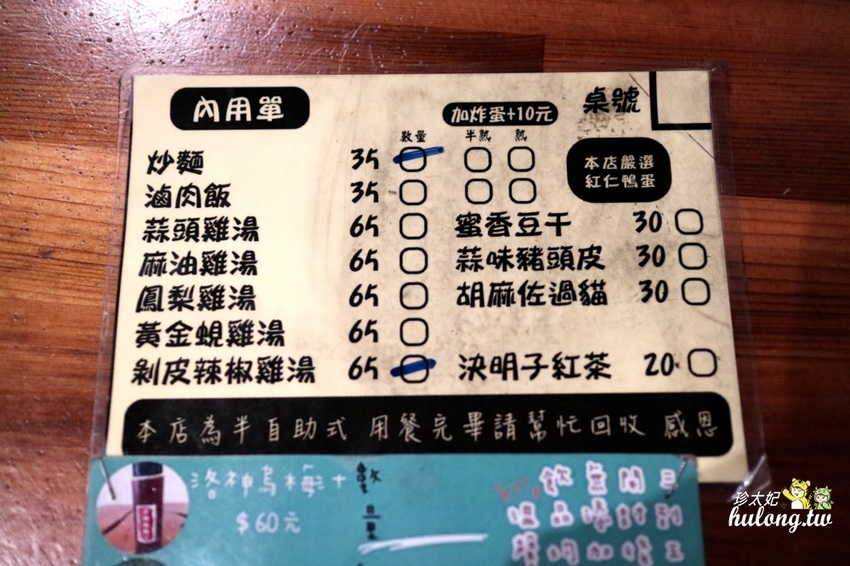 內用單
加炸蛋+10元
桌號
數量 半熟 熟
炒麵 35
滷肉飯 35
本店嚴選
紅仁鴨蛋
蒜頭雞湯 65 蜜香豆干 30
麻油雞湯 65 蒜味豬頭皮 30
鳳梨雞湯 65 胡麻佐過貓 30
黃金蜆雞湯 65
剝皮辣椒雞湯 65 決明子紅茶 20
本店為半自助式 用餐完畢請幫忙回收 感恩
洛神烏梅汁
$60元
數
量
珍太妃
hulong.tw